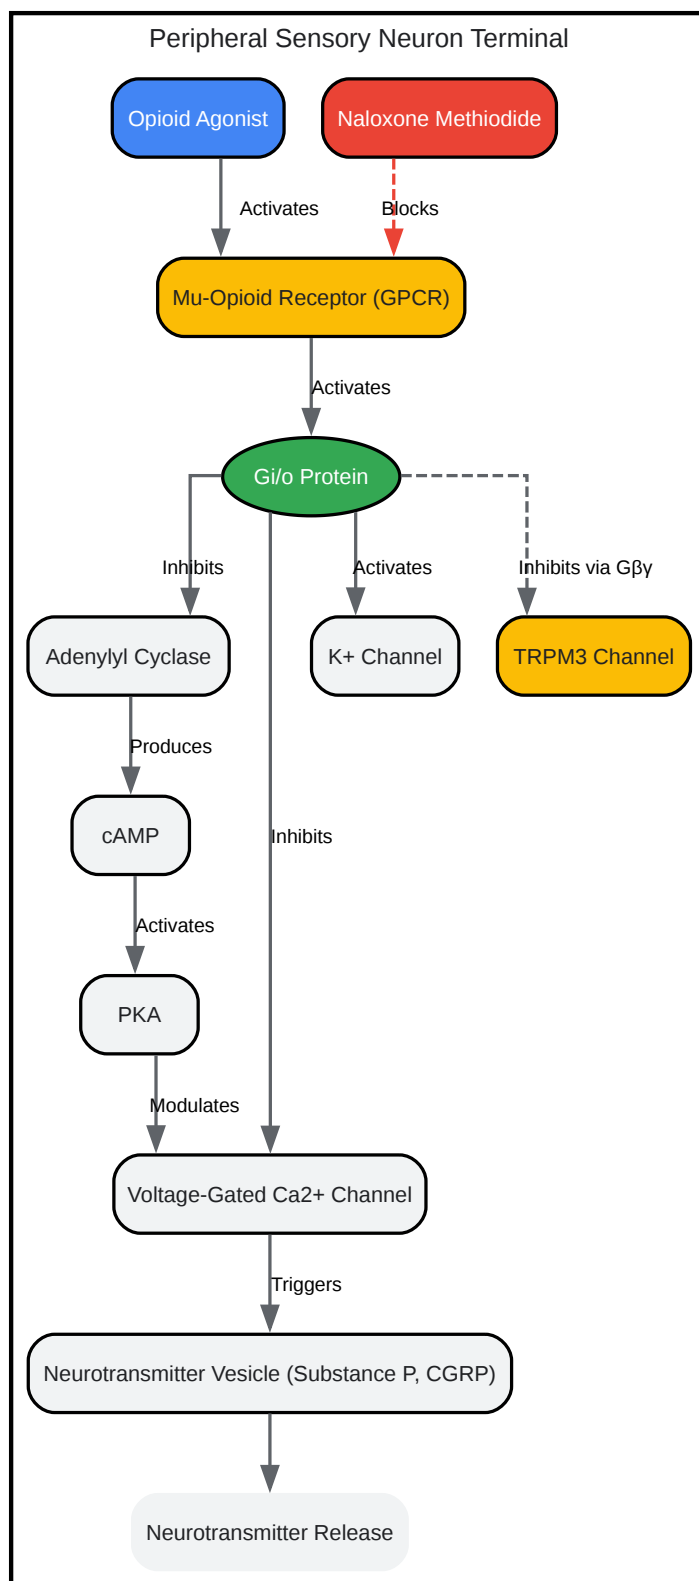 Peripheral Sensory Neuron Terminal
Opioid Agonist
Naloxone Methiodide
Activates
Blocks
Mu-Opioid Receptor (GPCR)
Activates
Gi/o Protein
Inhibits
Activates
Inhibits via Gβγ
Adenylyl Cyclase
K+ Channel
TRPM3 Channel
Produces
cAMP
Inhibits
Activates
PKA
Modulates
Voltage-Gated Ca2+ Channel
Triggers
Neurotransmitter Vesicle (Substance P, CGRP)
Neurotransmitter Release